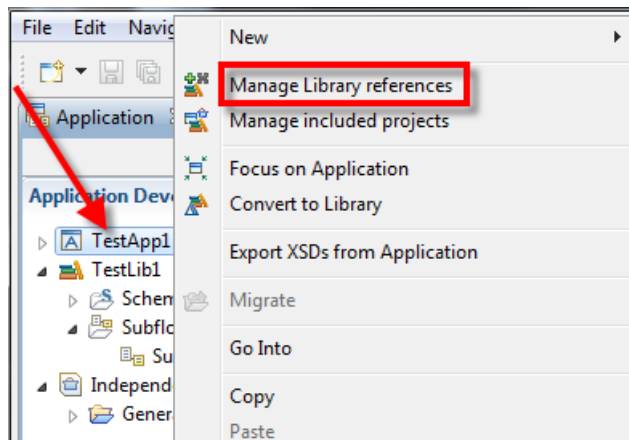 File Edit Navig
New
Manage Library references
Application
Manage included projects
Focus on Application
Application Dev
Convert to Library
TestApp1
Export XSDs from Application
TestLib1
Schem
Migrate
Subflo
Su
Go Into
Independ
Copy
Gener
Paste